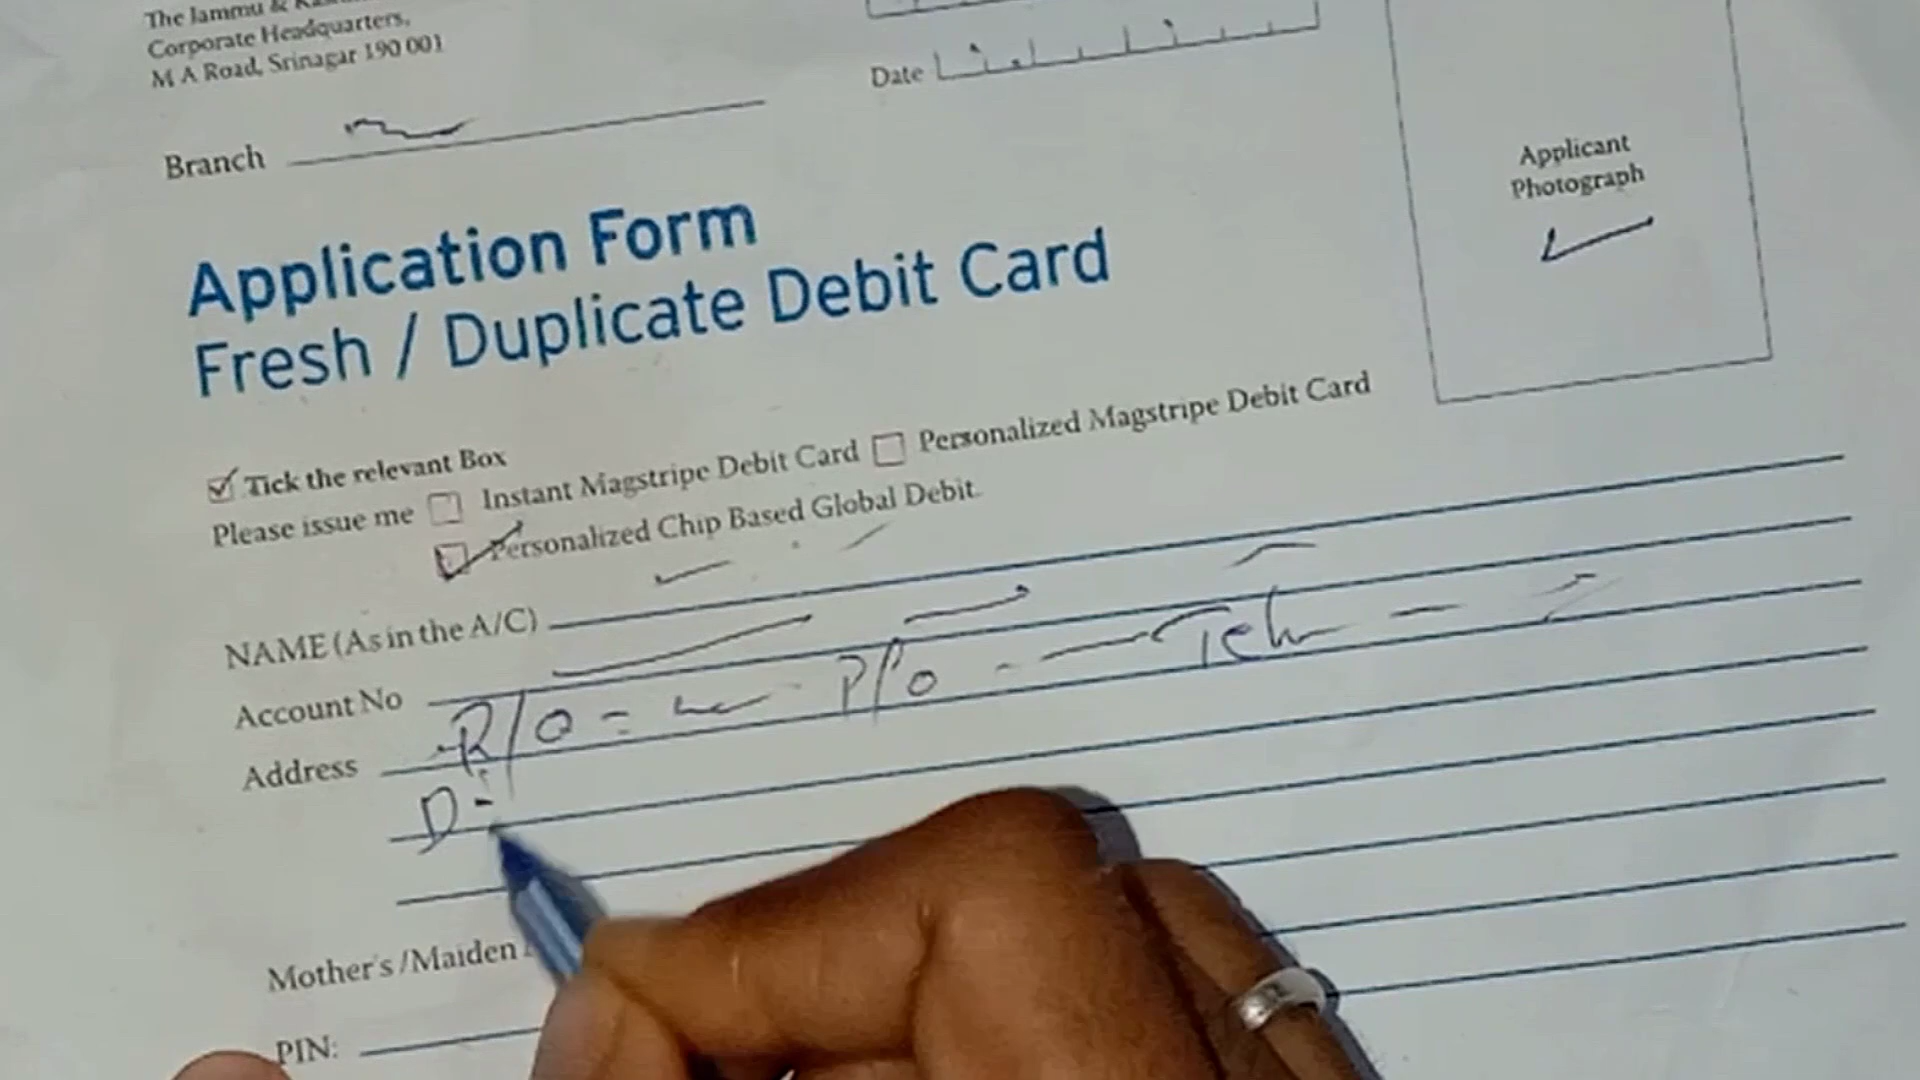 The Jammu &
Corporate Headquarters,
M A Road, Srinagar 190 001
Date
Branch
Applicant
Photograph
Application Form
Fresh / Duplicate Debit Card
Tick the relevant Box
Please issue me Instant Magstripe Debit Card Personalized Magstripe Debit Card
Personalized Chip Based Global Debit
NAME (As in the A/C)
Account No
Address R/O = P/o - Teh -
D -
Mother's /Maiden
PIN: